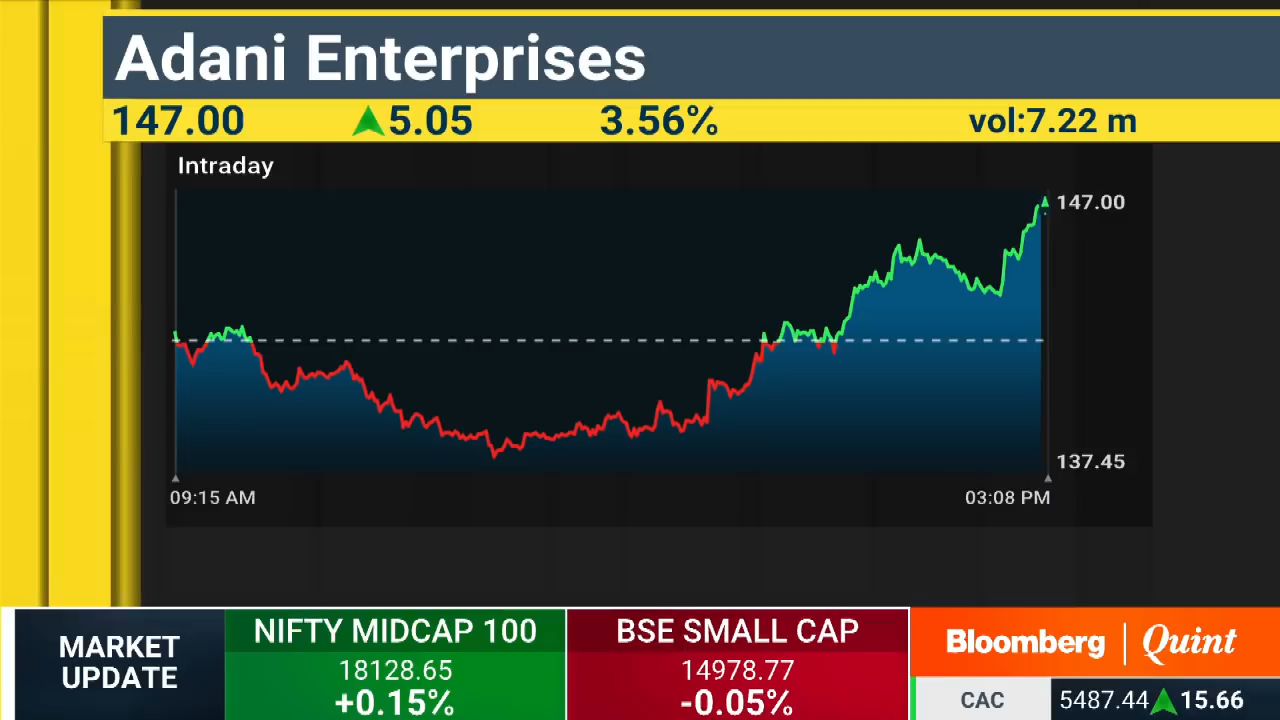 Adani Enterprises
147.00 ▲5.05 3.56% vol:7.22 m
Intraday
147.00
137.45
09:15 AM 03:08 PM
MARKET
UPDATE
NIFTY MIDCAP 100
18128.65
+0.15%
BSE SMALL CAP
14978.77
-0.05%
Bloomberg | Quint
CAC 5487.44 ▲15.66